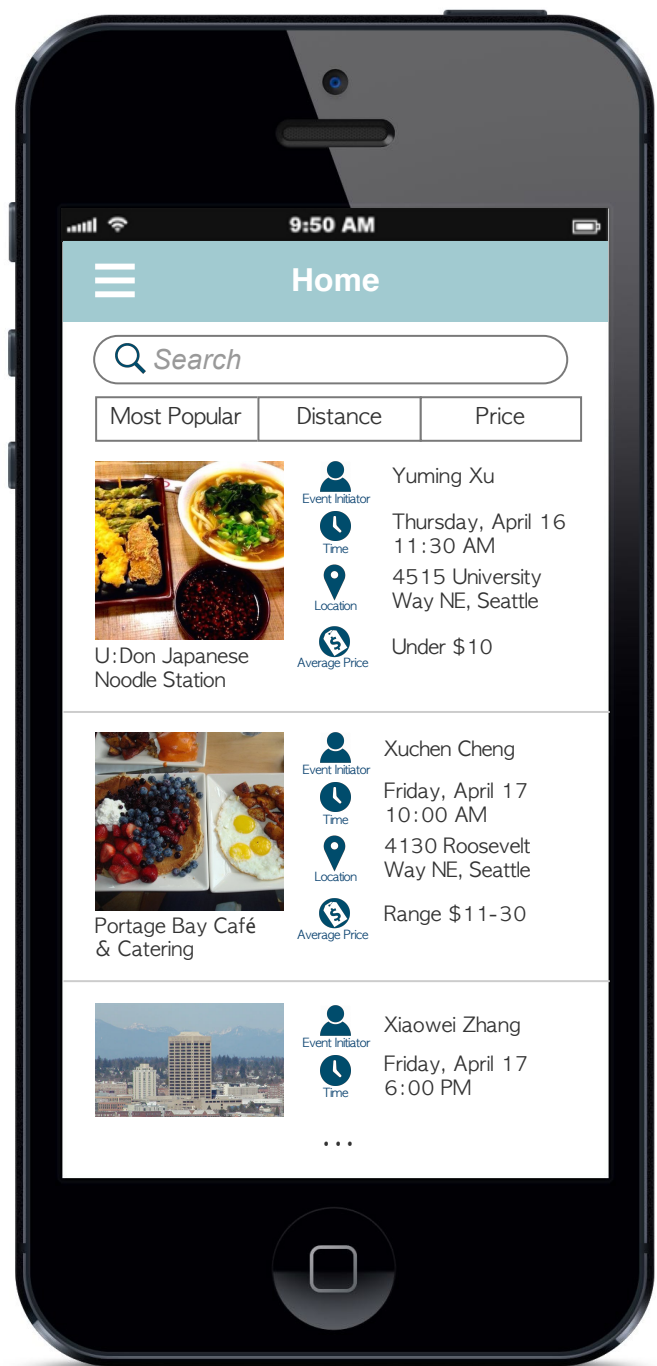 9:50 AM
Home
Search
Most Popular Distance Price
Event Initiator
Yuming Xu
Time
Thursday, April 16
11:30 AM
Location
4515 University
Way NE, Seattle
Average Price
Under $10
U:Don Japanese
Noodle Station
Event Initiator
Xuchen Cheng
Time
Friday, April 17
10:00 AM
Location
4130 Roosevelt
Way NE, Seattle
Average Price
Range $11-30
Portage Bay Café
& Catering
Event Initiator
Xiaowei Zhang
Time
Friday, April 17
6:00 PM
...